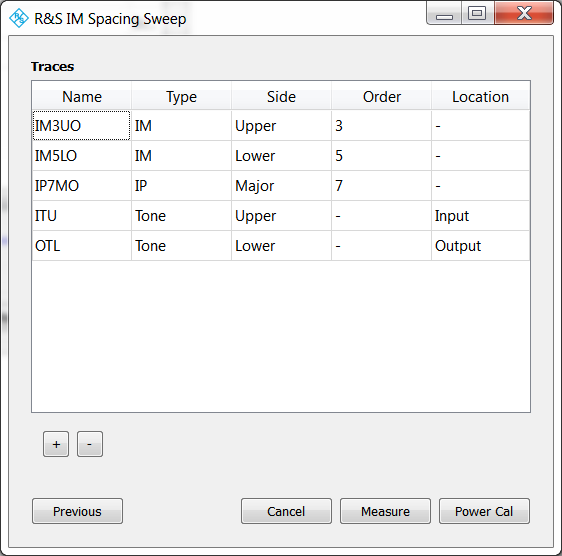 R&S IM Spacing Sweep
Traces
Name Type Side Order Location
IM3UO IM Upper 3 -
IM5LO IM Lower 5 -
IP7MO IP Major 7 -
ITU Tone Upper - Input
OTL Tone Lower - Output
+ -
Previous Cancel Measure Power Cal